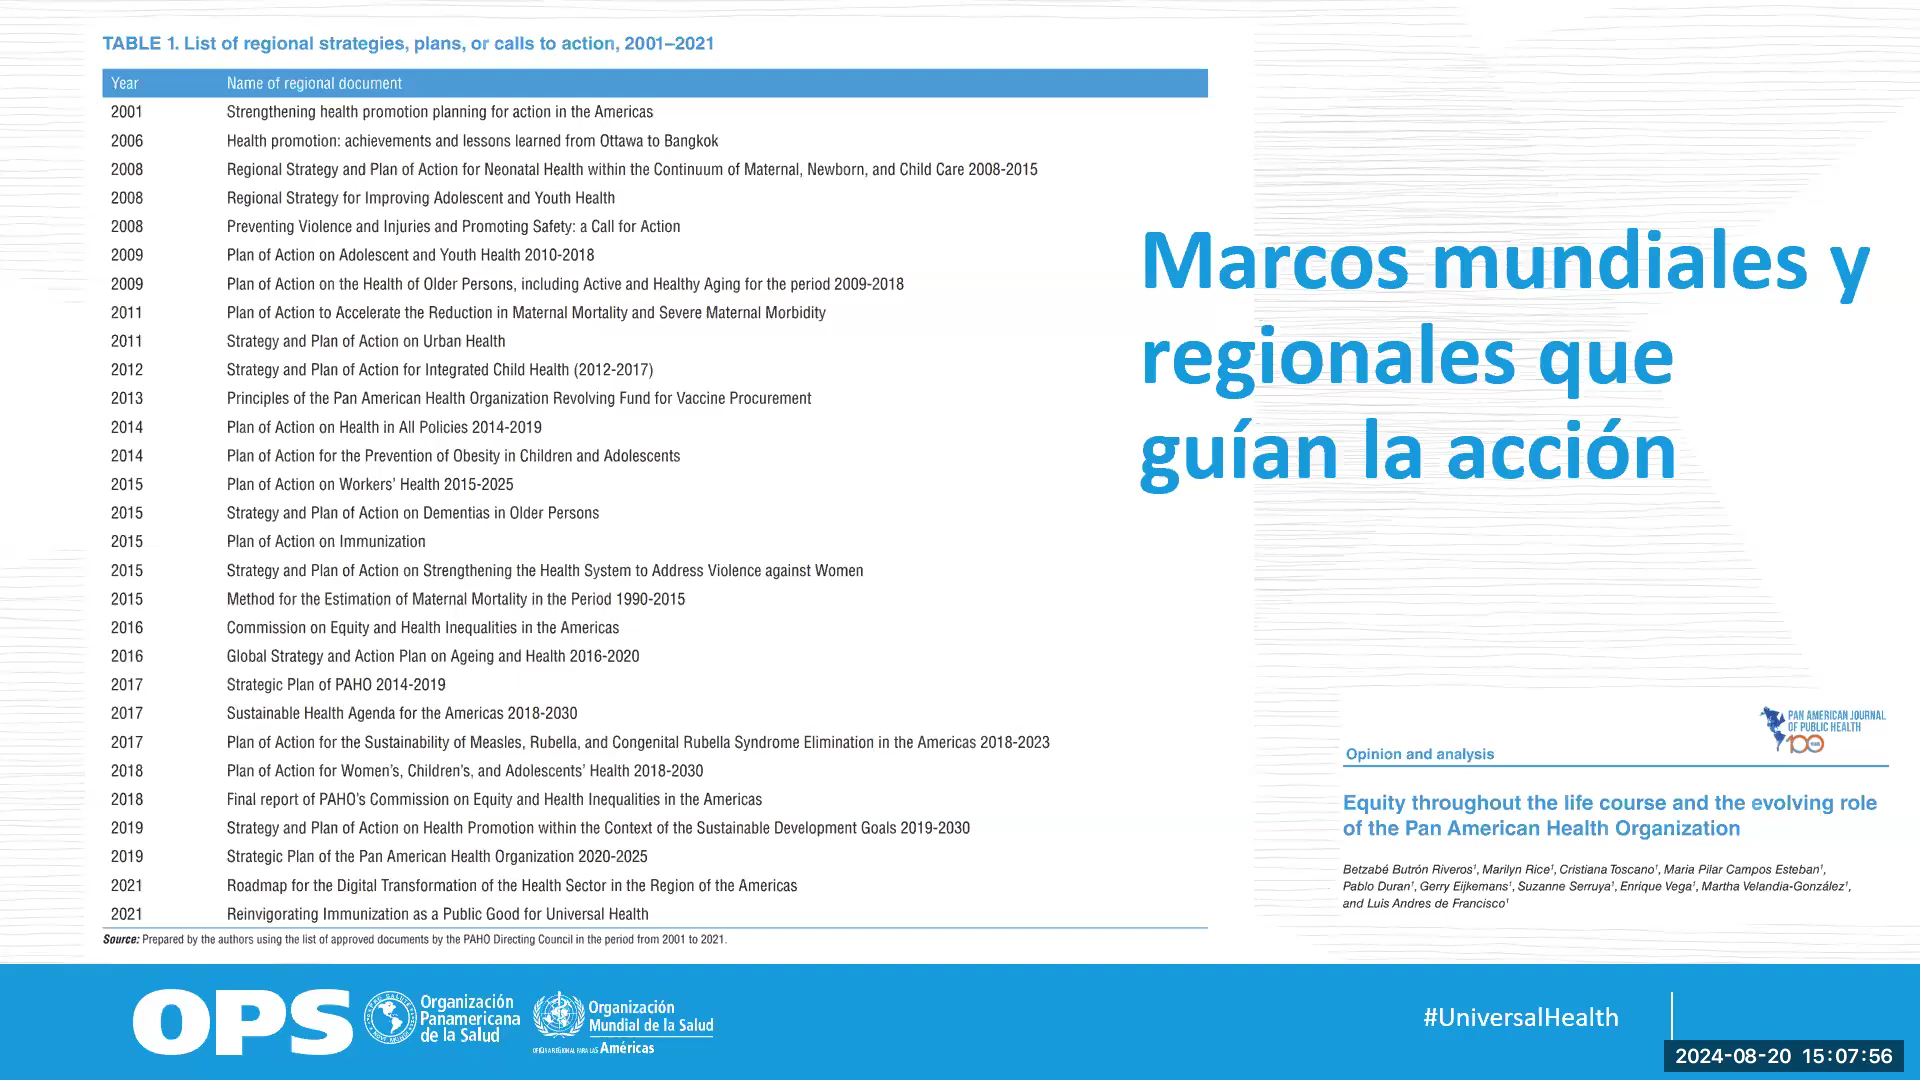 TABLE 1. List of regional strategies, plans, or calls to action, 2001–2021
Year Name of regional document
2001 Strengthening health promotion planning for action in the Americas
2006 Health promotion: achievements and lessons learned from Ottawa to Bangkok
2008 Regional Strategy and Plan of Action for Neonatal Health within the Continuum of Maternal, Newborn, and Child Care 2008-2015
2008 Regional Strategy for Improving Adolescent and Youth Health
2008 Preventing Violence and Injuries and Promoting Safety: a Call for Action
2009 Plan of Action on Adolescent and Youth Health 2010-2018
2009 Plan of Action on the Health of Older Persons, including Active and Healthy Aging for the period 2009-2018
2011 Plan of Action to Accelerate the Reduction in Maternal Mortality and Severe Maternal Morbidity
2011 Strategy and Plan of Action on Urban Health
2012 Strategy and Plan of Action for Integrated Child Health (2012-2017)
2013 Principles of the Pan American Health Organization Revolving Fund for Vaccine Procurement
2014 Plan of Action on Health in All Policies 2014-2019
2014 Plan of Action for the Prevention of Obesity in Children and Adolescents
2015 Plan of Action on Workers’ Health 2015-2025
2015 Strategy and Plan of Action on Dementias in Older Persons
2015 Plan of Action on Immunization
2015 Strategy and Plan of Action on Strengthening the Health System to Address Violence against Women
2015 Method for the Estimation of Maternal Mortality in the Period 1990-2015
2016 Commission on Equity and Health Inequalities in the Americas
2016 Global Strategy and Action Plan on Ageing and Health 2016-2020
2017 Strategic Plan of PAHO 2014-2019
2017 Sustainable Health Agenda for the Americas 2018-2030
2017 Plan of Action for the Sustainability of Measles, Rubella, and Congenital Rubella Syndrome Elimination in the Americas 2018-2023
2018 Plan of Action for Women’s, Children’s, and Adolescents’ Health 2018-2030
2018 Final report of PAHO’s Commission on Equity and Health Inequalities in the Americas
2019 Strategy and Plan of Action on Health Promotion within the Context of the Sustainable Development Goals 2019-2030
2019 Strategic Plan of the Pan American Health Organization 2020-2025
2021 Roadmap for the Digital Transformation of the Health Sector in the Region of the Americas
2021 Reinvigorating Immunization as a Public Good for Universal Health
Source: Prepared by the authors using the list of approved documents by the PAHO Directing Council in the period from 2001 to 2021.
Marcos mundiales y
regionales que
guían la acción
PAN AMERICAN JOURNAL
OF PUBLIC HEALTH
100
Opinion and analysis
Equity throughout the life course and the evolving role
of the Pan American Health Organization
Betzabé Butrón Riveros1, Marilyn Rice1, Cristiana Toscano1, Maria Pilar Campos Esteban1,
Pablo Duran1, Gerry Eijkemans1, Suzanne Serruya1, Enrique Vega1, Martha Velandia-González1,
and Luis Andres de Francisco1
OPS
Organización
Panamericana
de la Salud
Organización
Mundial de la Salud
OFICINA REGIONAL PARA LAS Américas
#UniversalHealth
2024-08-20 15:07:56